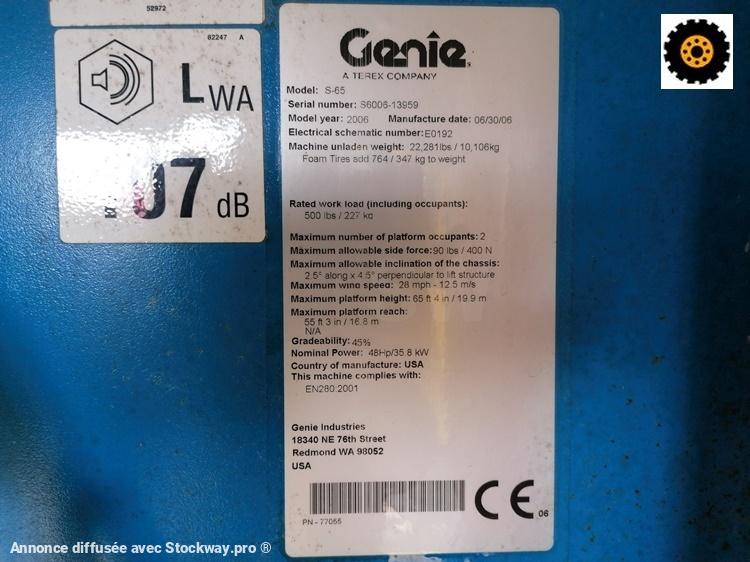 52972
82247 A
LWA
107 dB
Genie
A TEREX COMPANY
Model: S-65
Serial number: S6006-13959
Model year: 2006 Manufacture date: 06/30/06
Electrical schematic number: E0192
Machine unladen weight: 22,281lbs / 10,106kg
Foam Tires add 764 / 347 kg to weight
Rated work load (including occupants):
500 lbs / 227 kg
Maximum number of platform occupants: 2
Maximum allowable side force: 90 lbs / 400 N
Maximum allowable inclination of the chassis:
2.5° along x 4.5° perpendicular to lift structure
Maximum wind speed: 28 mph - 12.5 m/s
Maximum platform height: 65 ft 4 in / 19.9 m
Maximum platform reach:
55 ft 3 in / 16.8 m
N/A
Gradeability: 45%
Nominal Power: 48Hp/35.8 kW
Country of manufacture: USA
This machine complies with:
EN280:2001
Genie Industries
18340 NE 76th Street
Redmond WA 98052
USA
PN - 77055
CE 06
Annonce diffusée avec Stockway.pro ®